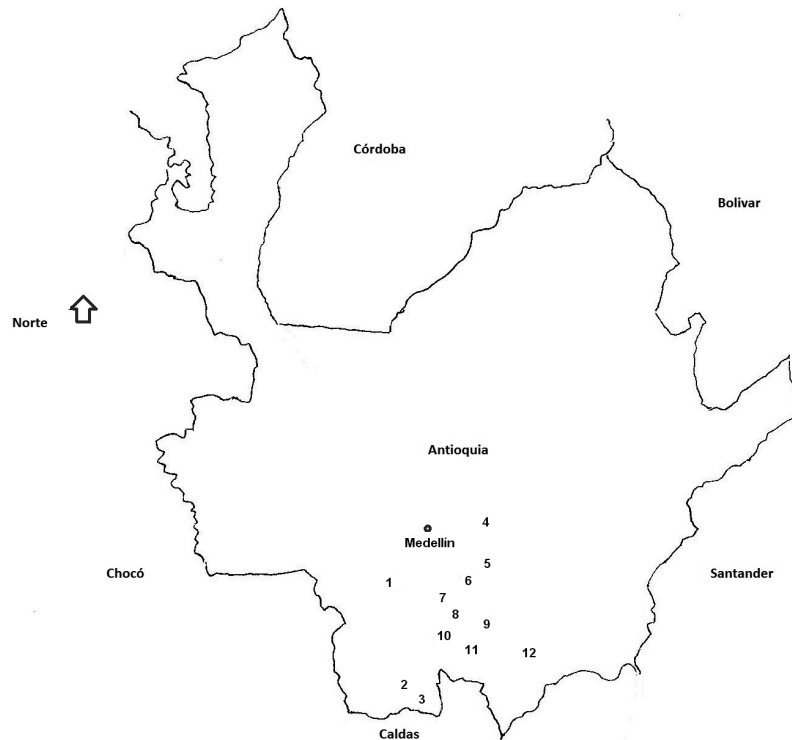 Córdoba
Bolivar
Norte
Antioquia
4
Medellín
5
Chocó
Santander
1
6
7
8
9
10
11
12
2
3
Caldas